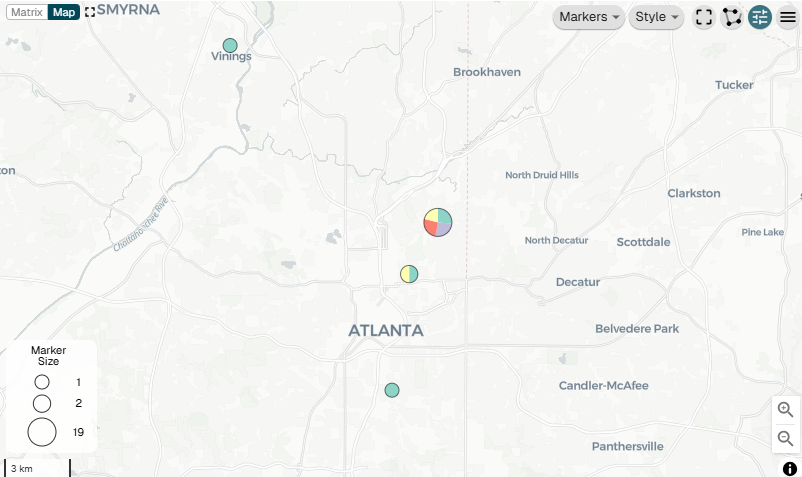 Matrix Map
SMYRNA
Markers
Style
Vinings
Brookhaven
Tucker
North Druid Hills
Clarkston
Chattahoochee River
Pine Lake
North Decatur
Scottdale
Decatur
ATLANTA
Belvedere Park
Marker
Size
1
2
19
Candler-McAfee
Panthersville
3 km